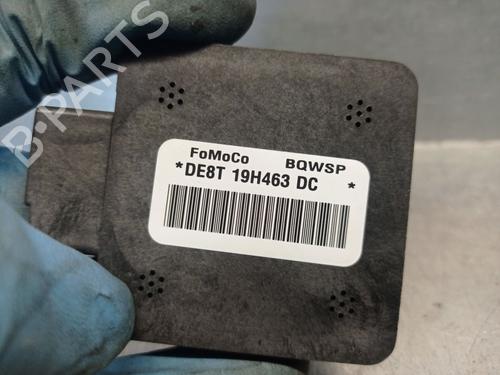 B-PARTS
FoMoCo BQWSP
*DE8T 19H463 DC *